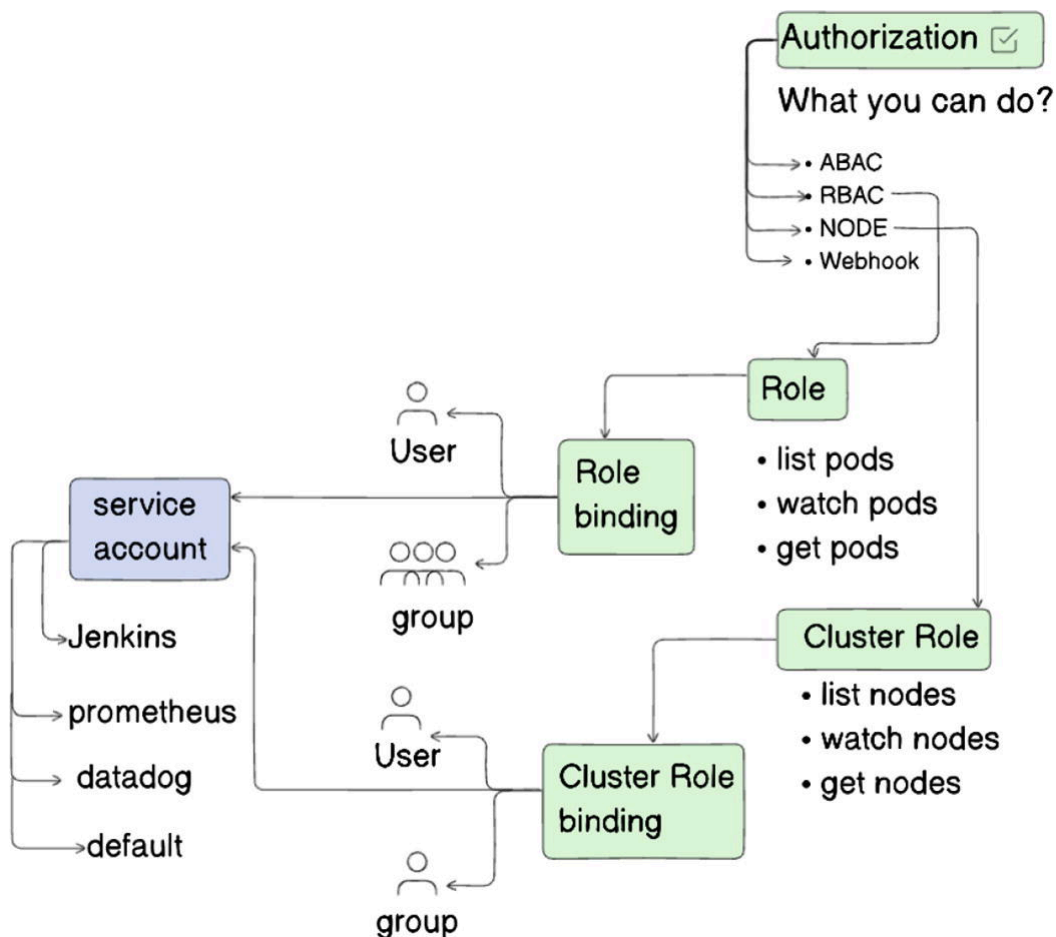 Authorization
What you can do?
• ABAC
• RBAC
• NODE
• Webhook
Role
• list pods
• watch pods
• get pods
User
Role
binding
group
service
account
Jenkins
prometheus
datadog
default
Cluster Role
• list nodes
• watch nodes
• get nodes
User
Cluster Role
binding
group